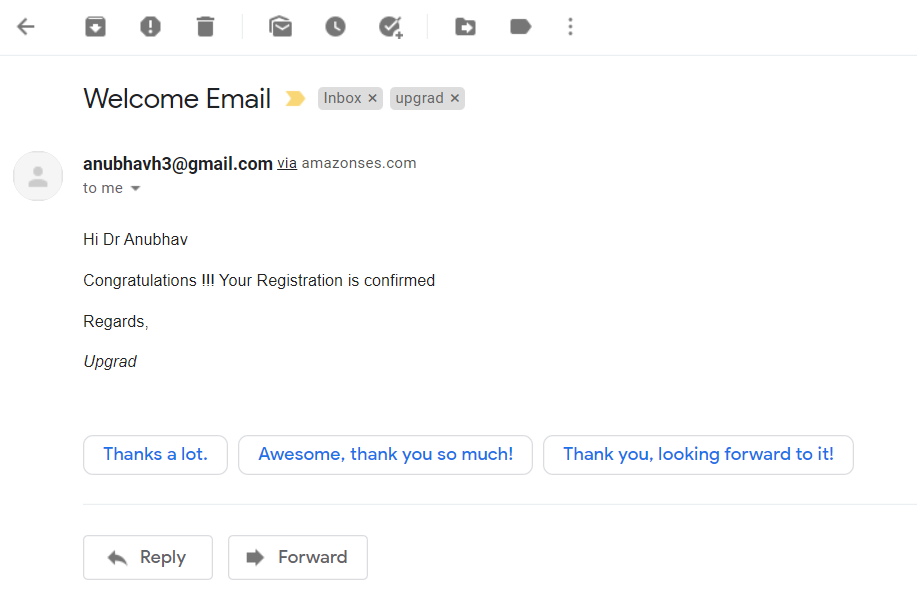 Welcome Email Inbox × upgrad ×
anubhavh3@gmail.com via amazonses.com
to me
Hi Dr Anubhav
Congratulations !!! Your Registration is confirmed
Regards,
Upgrad
Thanks a lot. Awesome, thank you so much! Thank you, looking forward to it!
Reply Forward